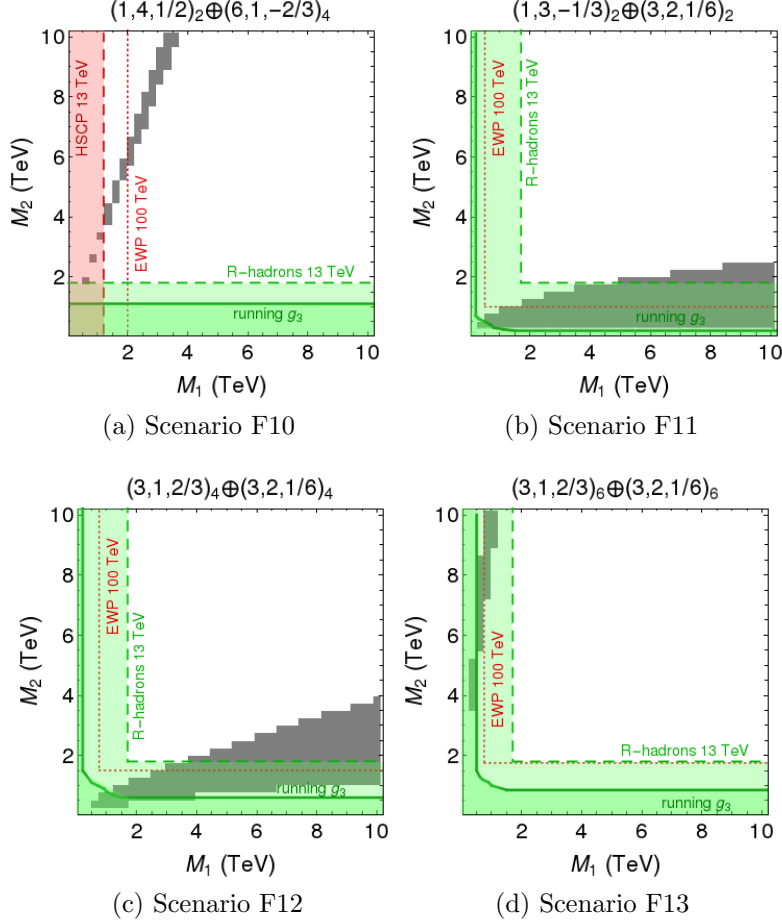 (1,4,1/2)₂⊕(6,1,−2/3)₄
10
8
6
4
2
M₂ (TeV)
HSCP 13 TeV
EWP 100 TeV
R−hadrons 13 TeV
running g₃
2 4 6 8 10
M₁ (TeV)
(a) Scenario F10
(1,3,−1/3)₂⊕(3,2,1/6)₂
10
8
6
4
2
M₂ (TeV)
EWP 100 TeV
R−hadrons 13 TeV
running g₃
2 4 6 8 10
M₁ (TeV)
(b) Scenario F11
(3,1,2/3)₄⊕(3,2,1/6)₄
10
8
6
4
2
M₂ (TeV)
EWP 100 TeV
R−hadrons 13 TeV
running g₃
2 4 6 8 10
M₁ (TeV)
(c) Scenario F12
(3,1,2/3)₆⊕(3,2,1/6)₆
10
8
6
4
2
M₂ (TeV)
EWP 100 TeV
R−hadrons 13 TeV
running g₃
2 4 6 8 10
M₁ (TeV)
(d) Scenario F13